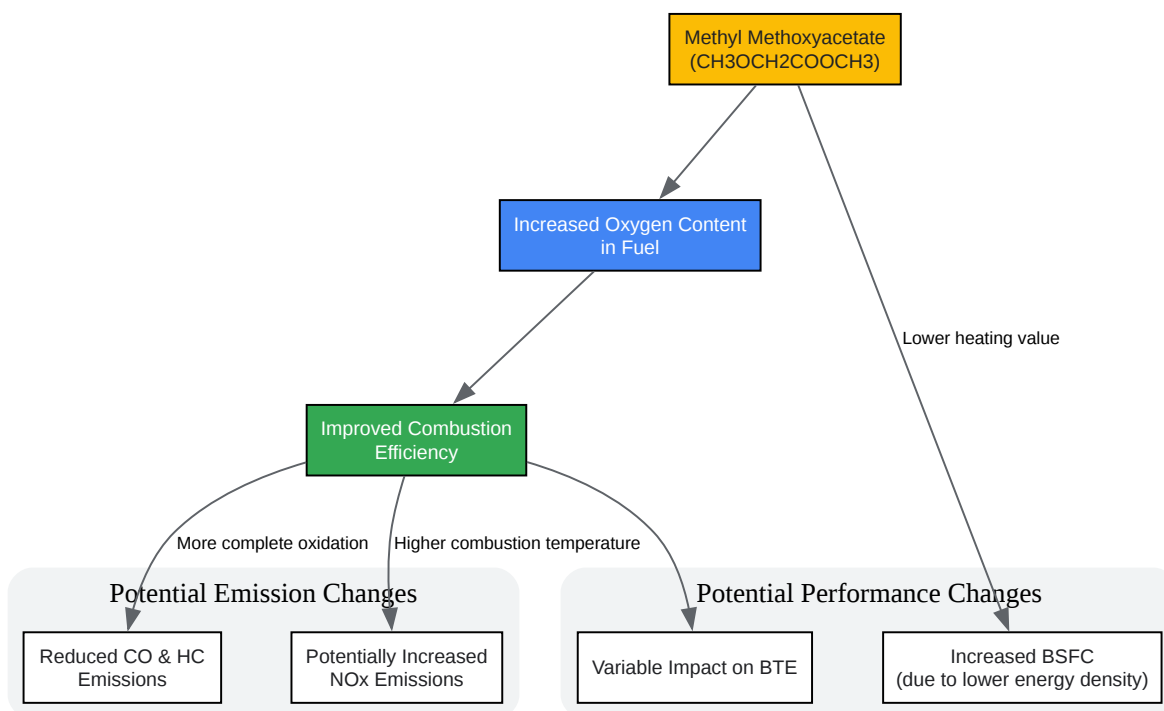 Methyl Methoxyacetate
(CH3OCH2COOCH3)
Increased Oxygen Content
in Fuel
Lower heating value
Improved Combustion
Efficiency
More complete oxidation
Higher combustion temperature
Potential Emission Changes
Potential Performance Changes
Reduced CO & HC
Emissions
Potentially Increased
NOx Emissions
Variable Impact on BTE
Increased BSFC
(due to lower energy density)